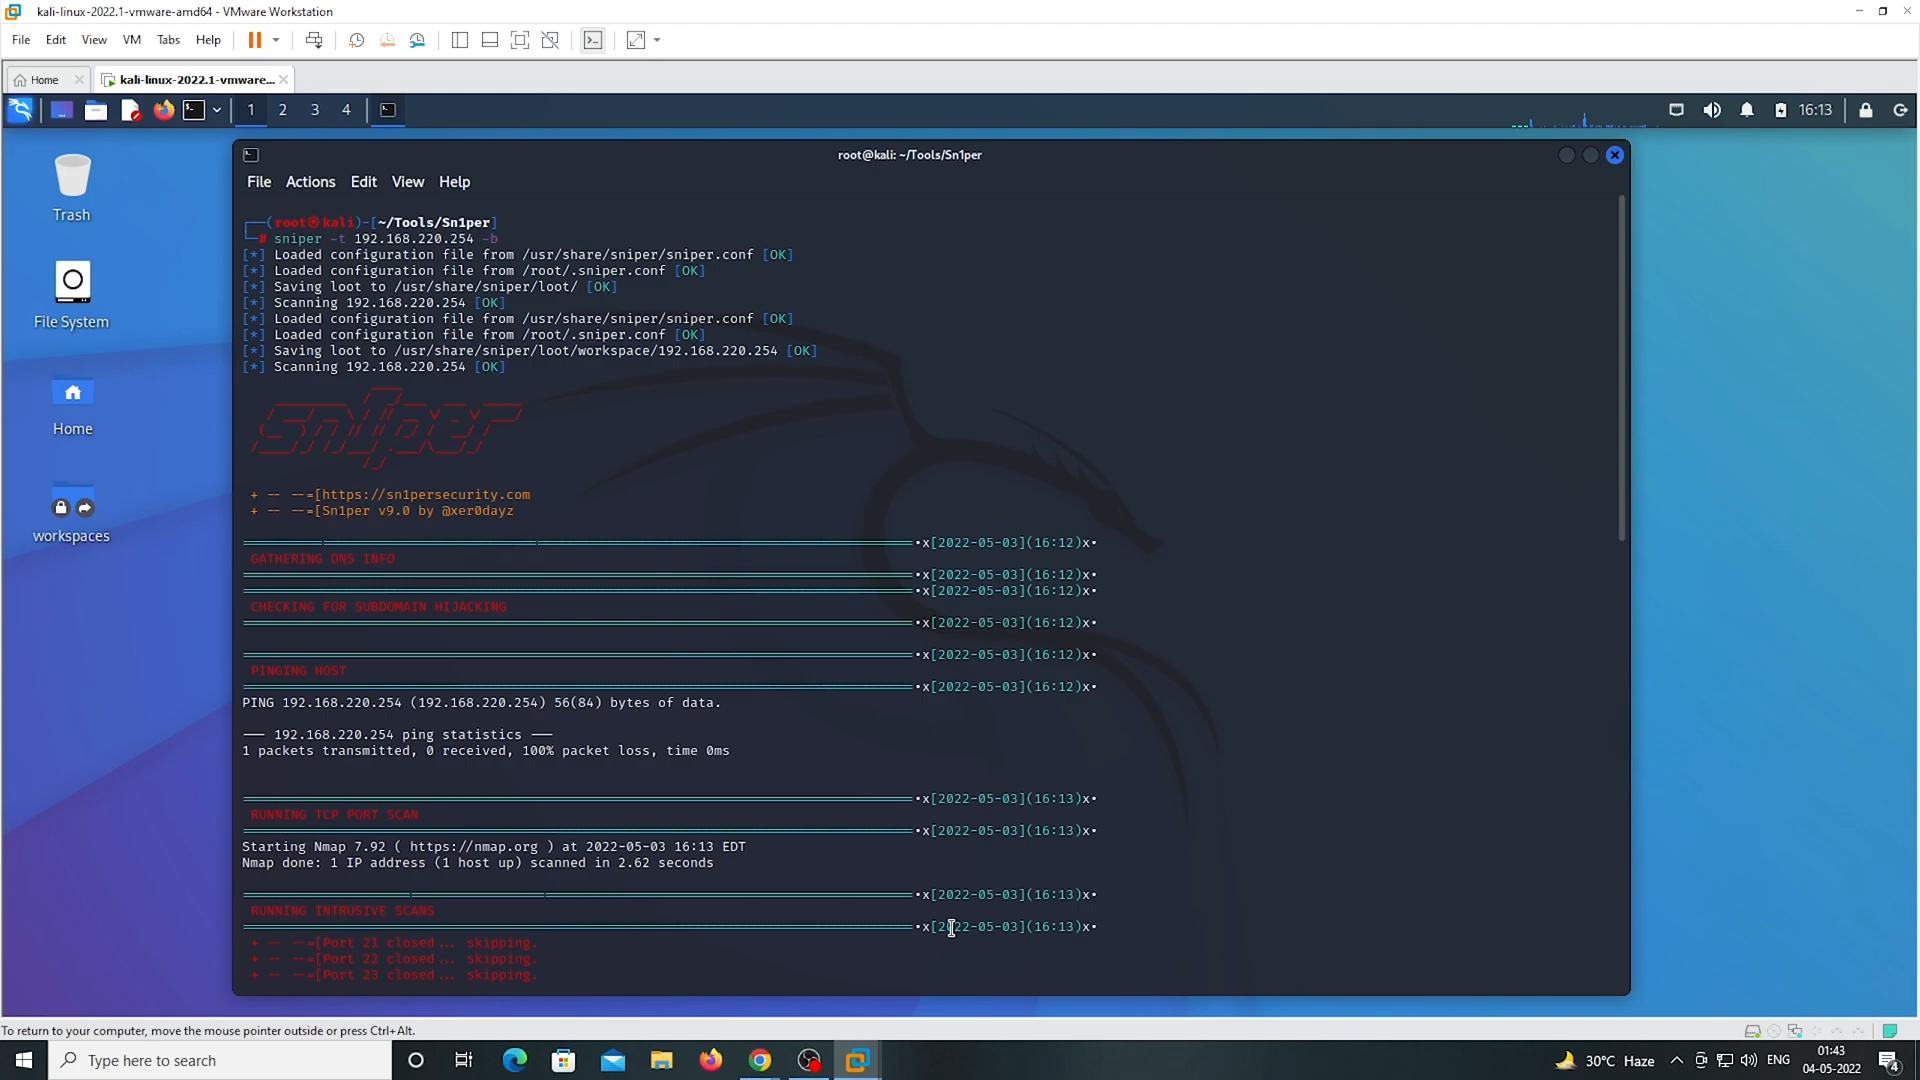 kali-linux-2022.1-vmware-amd64 - VMware Workstation
File Edit View VM Tabs Help
Home
kali-linux-2022.1-vmware...
1 2 3 4
16:13
Trash
File System
Home
workspaces
root@kali: ~/Tools/Sn1per
File Actions Edit View Help
(root㉿kali)-[~/Tools/Sn1per]
# sniper -t 192.168.220.254 -b
[*] Loaded configuration file from /usr/share/sniper/sniper.conf [OK]
[*] Loaded configuration file from /root/.sniper.conf [OK]
[*] Saving loot to /usr/share/sniper/loot/ [OK]
[*] Scanning 192.168.220.254 [OK]
[*] Loaded configuration file from /usr/share/sniper/sniper.conf [OK]
[*] Loaded configuration file from /root/.sniper.conf [OK]
[*] Saving loot to /usr/share/sniper/loot/workspace/192.168.220.254 [OK]
[*] Scanning 192.168.220.254 [OK]
sn1per
+ -- --=[https://sn1persecurity.com
+ -- --=[Sn1per v9.0 by @xer0dayz
•x[2022-05-03](16:12)x•
GATHERING DNS INFO
•x[2022-05-03](16:12)x•
•x[2022-05-03](16:12)x•
CHECKING FOR SUBDOMAIN HIJACKING
•x[2022-05-03](16:12)x•
•x[2022-05-03](16:12)x•
PINGING HOST
•x[2022-05-03](16:12)x•
PING 192.168.220.254 (192.168.220.254) 56(84) bytes of data.
— 192.168.220.254 ping statistics —
1 packets transmitted, 0 received, 100% packet loss, time 0ms
•x[2022-05-03](16:13)x•
RUNNING TCP PORT SCAN
•x[2022-05-03](16:13)x•
Starting Nmap 7.92 ( https://nmap.org ) at 2022-05-03 16:13 EDT
Nmap done: 1 IP address (1 host up) scanned in 2.62 seconds
•x[2022-05-03](16:13)x•
RUNNING INTRUSIVE SCANS
•x[2022-05-03](16:13)x•
+ -- --=[Port 21 closed... skipping.
+ -- --=[Port 22 closed... skipping.
+ -- --=[Port 23 closed... skipping.
To return to your computer, move the mouse pointer outside or press Ctrl+Alt.
Type here to search
30°C Haze
ENG
01:43
04-05-2022
4